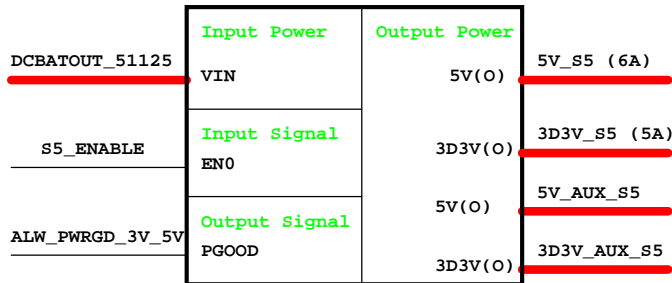 Input Power
Output Power
DCBATOUT_51125
VIN
5V(O)
5V_S5 (6A)
Input Signal
S5_ENABLE
EN0
3D3V(O)
3D3V_S5 (5A)
5V(O)
5V_AUX_S5
Output Signal
ALW_PWRGD_3V_5V
PGOOD
3D3V(O)
3D3V_AUX_S5